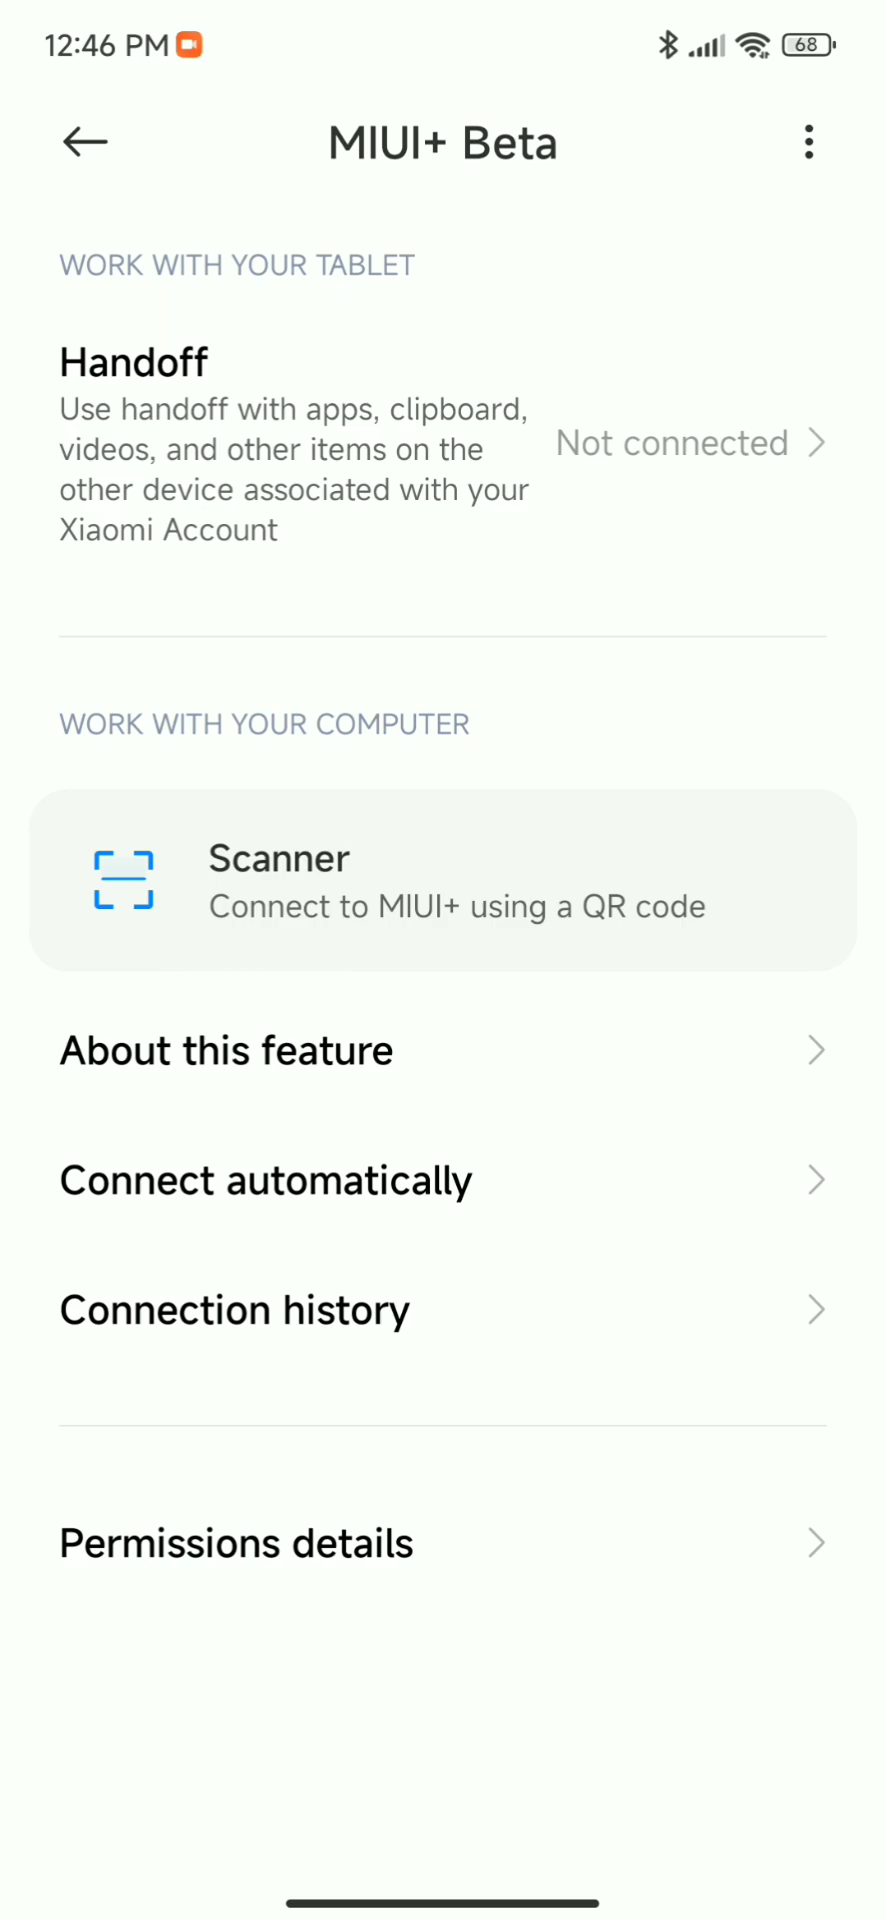 12:46 PM
68
MIUI+ Beta
WORK WITH YOUR TABLET
Handoff
Use handoff with apps, clipboard,
videos, and other items on the
other device associated with your
Xiaomi Account
Not connected
WORK WITH YOUR COMPUTER
Scanner
Connect to MIUI+ using a QR code
About this feature
Connect automatically
Connection history
Permissions details